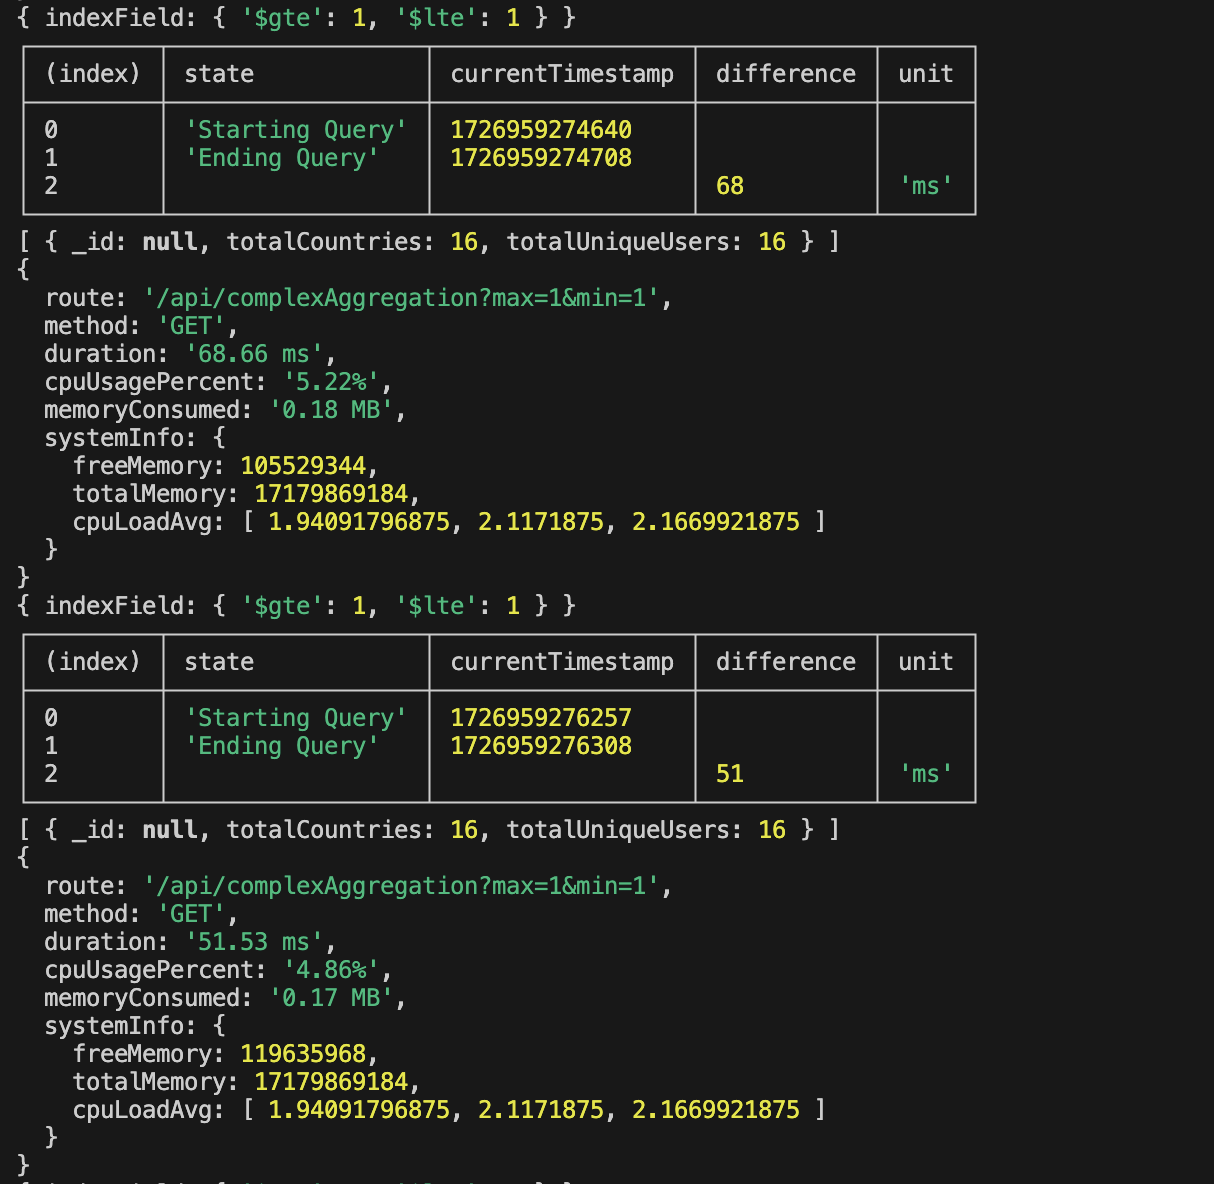 { indexField: { '$gte': 1, '$lte': 1 } }
(index) state currentTimestamp difference unit
0 'Starting Query' 1726959274640
1 'Ending Query' 1726959274708
2 68 'ms'
[ { _id: null, totalCountries: 16, totalUniqueUsers: 16 } ]
{
route: '/api/complexAggregation?max=1&min=1',
method: 'GET',
duration: '68.66 ms',
cpuUsagePercent: '5.22%',
memoryConsumed: '0.18 MB',
systemInfo: {
freeMemory: 105529344,
totalMemory: 17179869184,
cpuLoadAvg: [ 1.94091796875, 2.1171875, 2.1669921875 ]
}
}
{ indexField: { '$gte': 1, '$lte': 1 } }
(index) state currentTimestamp difference unit
0 'Starting Query' 1726959276257
1 'Ending Query' 1726959276308
2 51 'ms'
[ { _id: null, totalCountries: 16, totalUniqueUsers: 16 } ]
{
route: '/api/complexAggregation?max=1&min=1',
method: 'GET',
duration: '51.53 ms',
cpuUsagePercent: '4.86%',
memoryConsumed: '0.17 MB',
systemInfo: {
freeMemory: 119635968,
totalMemory: 17179869184,
cpuLoadAvg: [ 1.94091796875, 2.1171875, 2.1669921875 ]
}
}